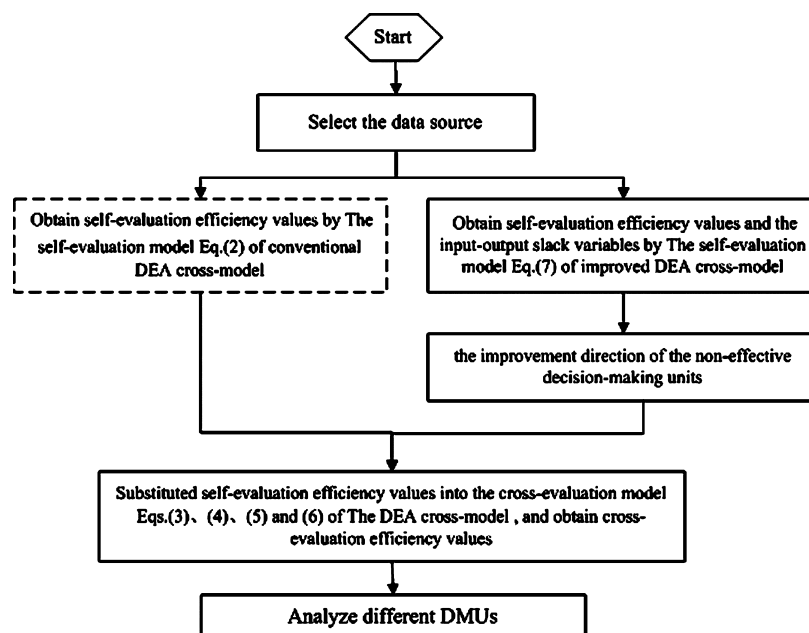 Start
Select the data source
Obtain self-evaluation efficiency values by The
self-evaluation model Eq.(2) of conventional
DEA cross-model
Obtain self-evaluation efficiency values and the
input-output slack variables by The self-evaluation
model Eq.(7) of improved DEA cross-model
the improvement direction of the non-effective
decision-making units
Substituted self-evaluation efficiency values into the cross-evaluation model
Eqs.(3)、(4)、(5) and (6) of The DEA cross-model , and obtain cross-
evaluation efficiency values
Analyze different DMUs